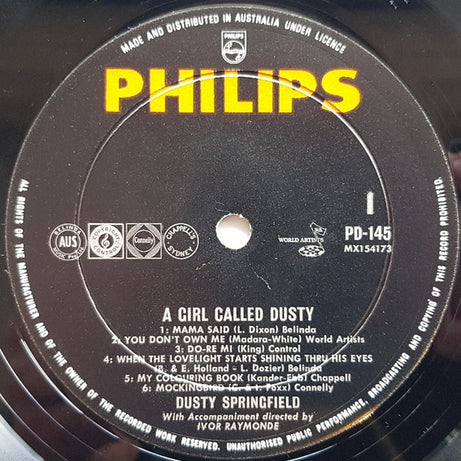 MADE AND DISTRIBUTED IN AUSTRALIA UNDER LICENCE
PHILIPS
PHILIPS
1
BELINDA
AUS
Connelly
CHAPPELLS
SYDNEY
WORLD ARTISTS
PD-145
MX154173
A GIRL CALLED DUSTY
1: MAMA SAID (L. Dixon) Belinda
2: YOU DON'T OWN ME (Madara-White) World Artists
3: DO-RE MI (King) Control
4: WHEN THE LOVELIGHT STARTS SHINING THRU HIS EYES
(B. & E. Holland - L. Dozier) Belinda
5: MY COLOURING BOOK (Kander-Ebb) Chappell
6: MOCKINGBIRD (C. & I. Foxx) Connelly
DUSTY SPRINGFIELD
With Accompaniment directed by
IVOR RAYMONDE
ALL RIGHTS OF THE MANUFACTURER AND OF THE OWNER OF THE RECORDED WORK RESERVED. UNAUTHORISED PUBLIC PERFORMANCE, BROADCASTING AND COPYING OF THIS RECORD PROHIBITED.